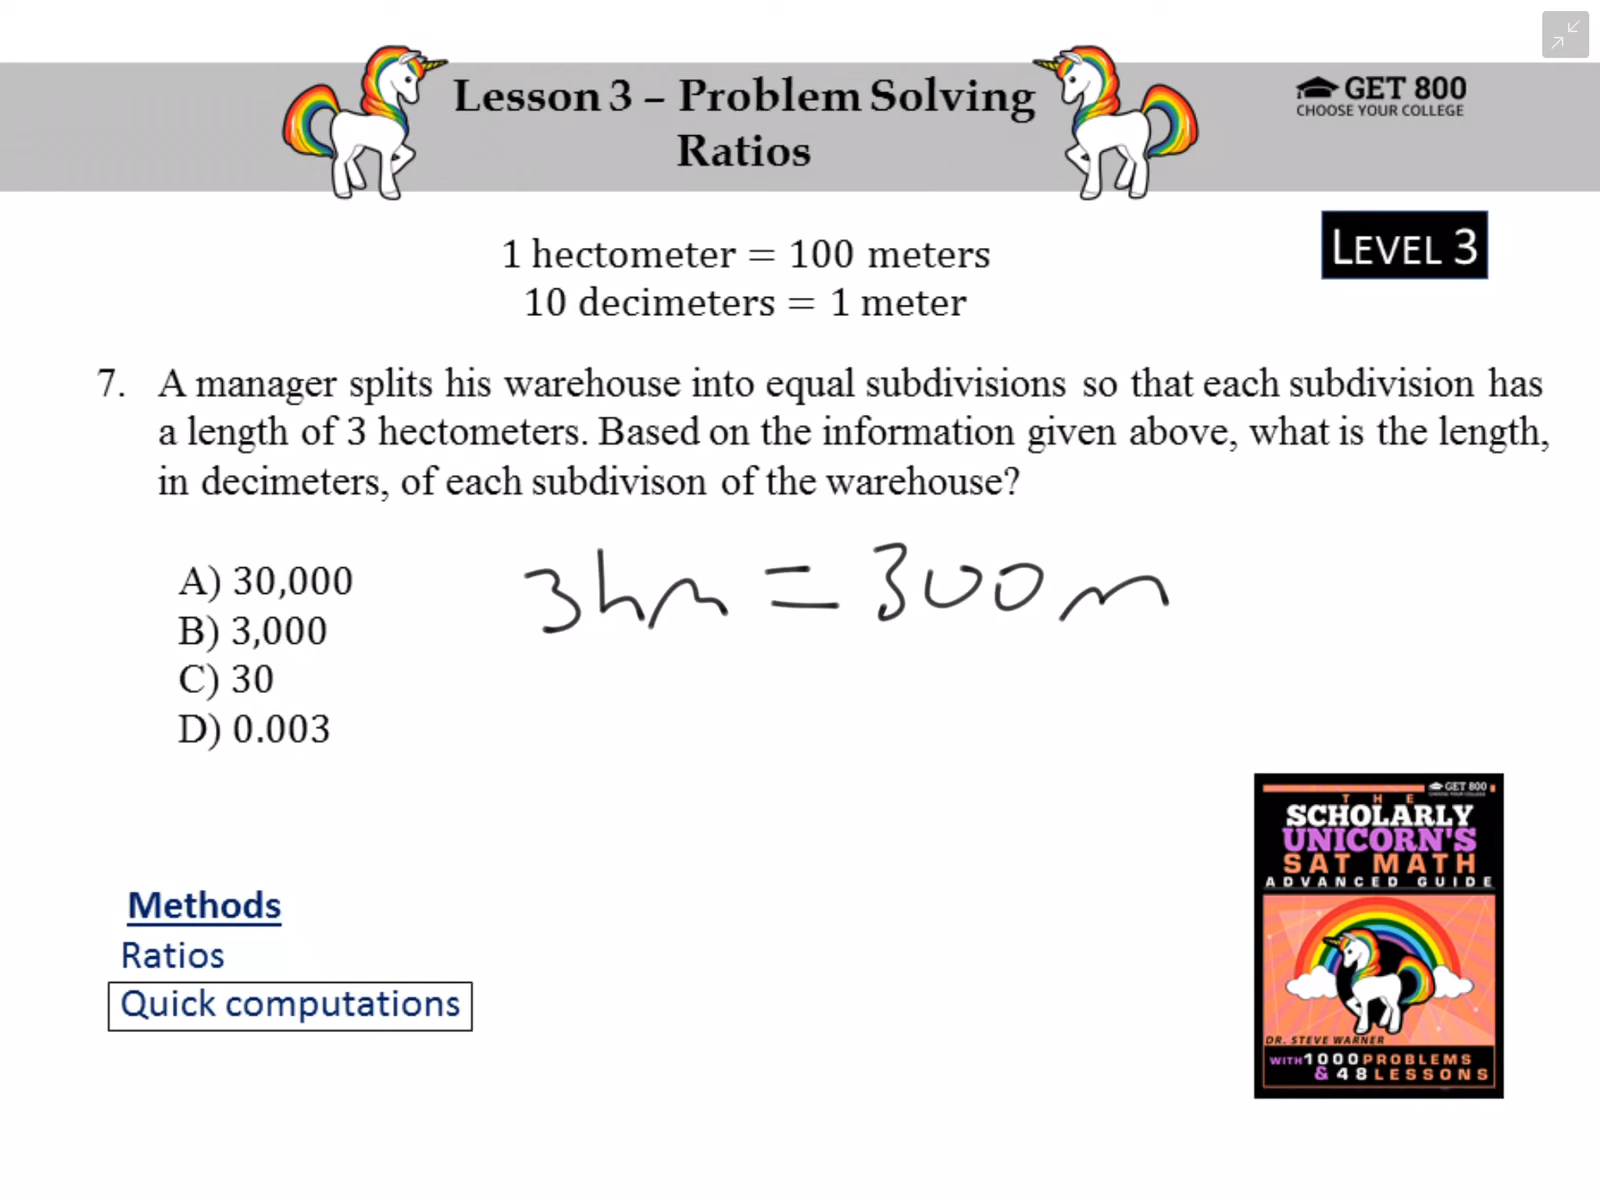 Lesson 3 – Problem Solving
Ratios
GET 800
CHOOSE YOUR COLLEGE
LEVEL 3
1 hectometer = 100 meters
10 decimeters = 1 meter
7. A manager splits his warehouse into equal subdivisions so that each subdivision has
a length of 3 hectometers. Based on the information given above, what is the length,
in decimeters, of each subdivison of the warehouse?
A) 30,000
B) 3,000
C) 30
D) 0.003
3hm = 300m
Methods
Ratios
Quick computations
GET 800
THE
SCHOLARLY
UNICORN'S
SAT MATH
ADVANCED GUIDE
DR. STEVE WARNER
WITH 1000 PROBLEMS
& 48 LESSONS